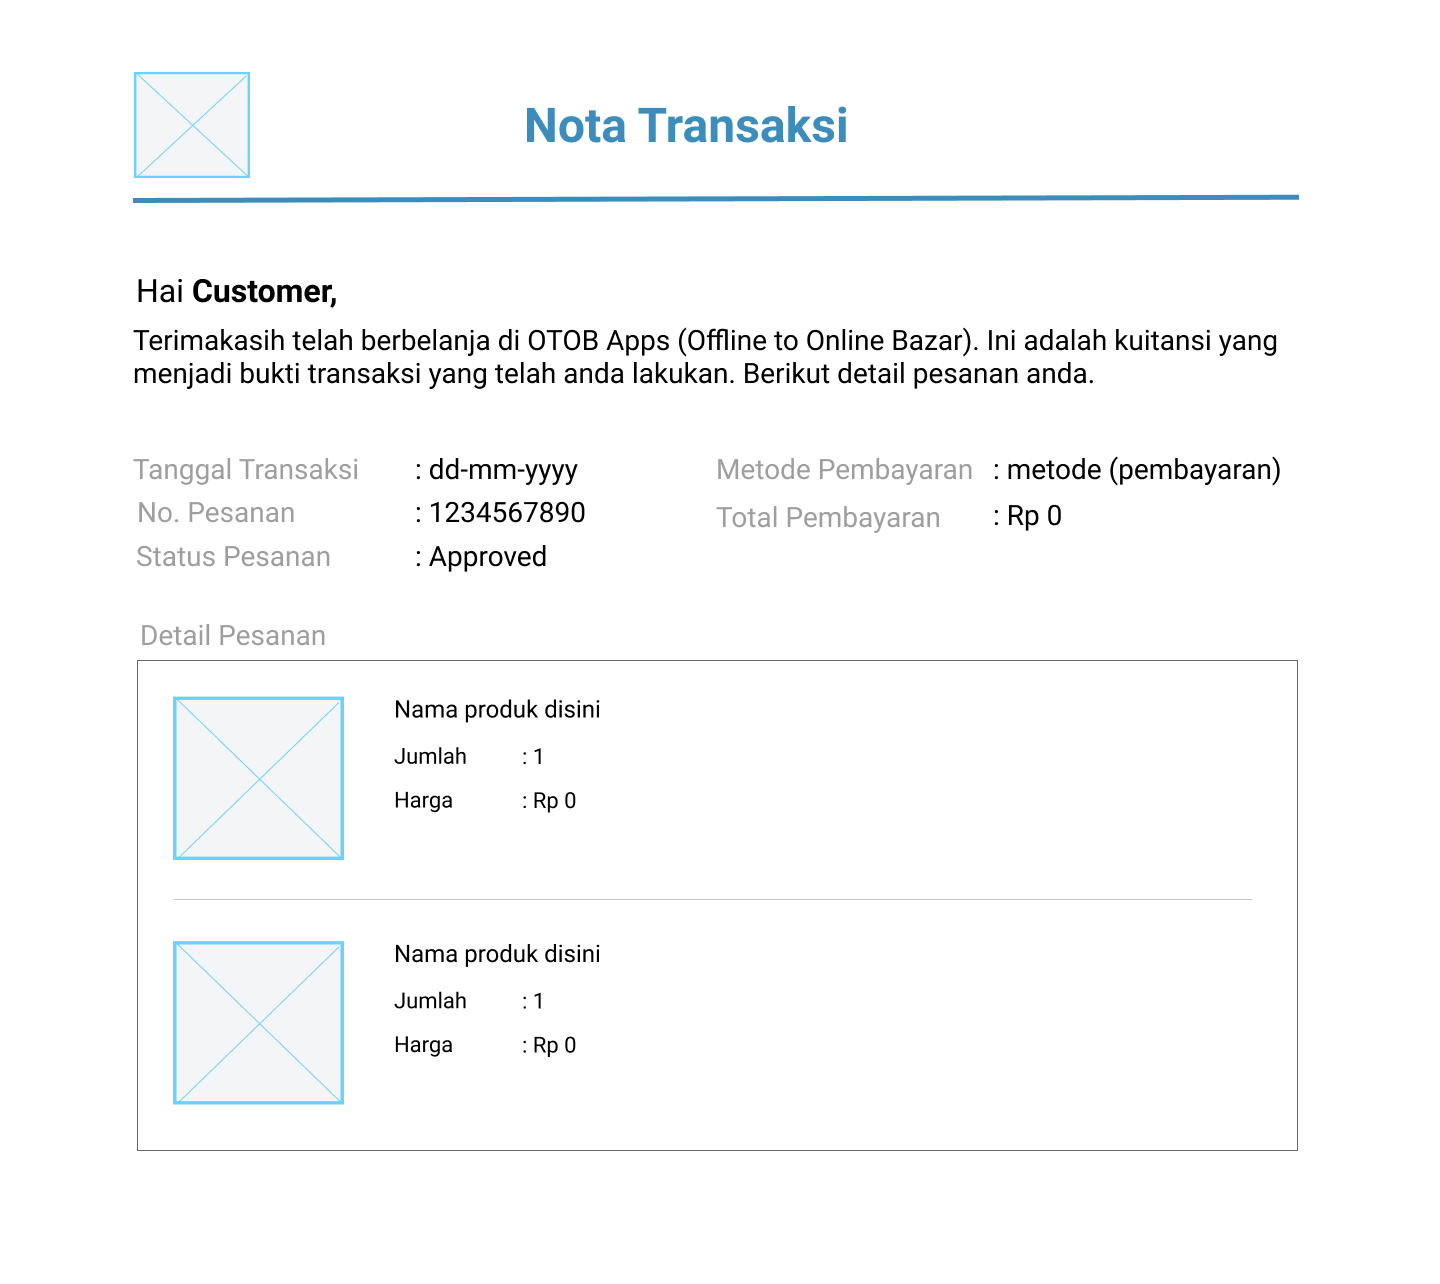 Nota Transaksi
Hai Customer,
Terimakasih telah berbelanja di OTOB Apps (Offline to Online Bazar). Ini adalah kuitansi yang
menjadi bukti transaksi yang telah anda lakukan. Berikut detail pesanan anda.
Tanggal Transaksi : dd-mm-yyyy
No. Pesanan : 1234567890
Status Pesanan : Approved
Metode Pembayaran : metode (pembayaran)
Total Pembayaran : Rp 0
Detail Pesanan
Nama produk disini
Jumlah : 1
Harga : Rp 0
Nama produk disini
Jumlah : 1
Harga : Rp 0